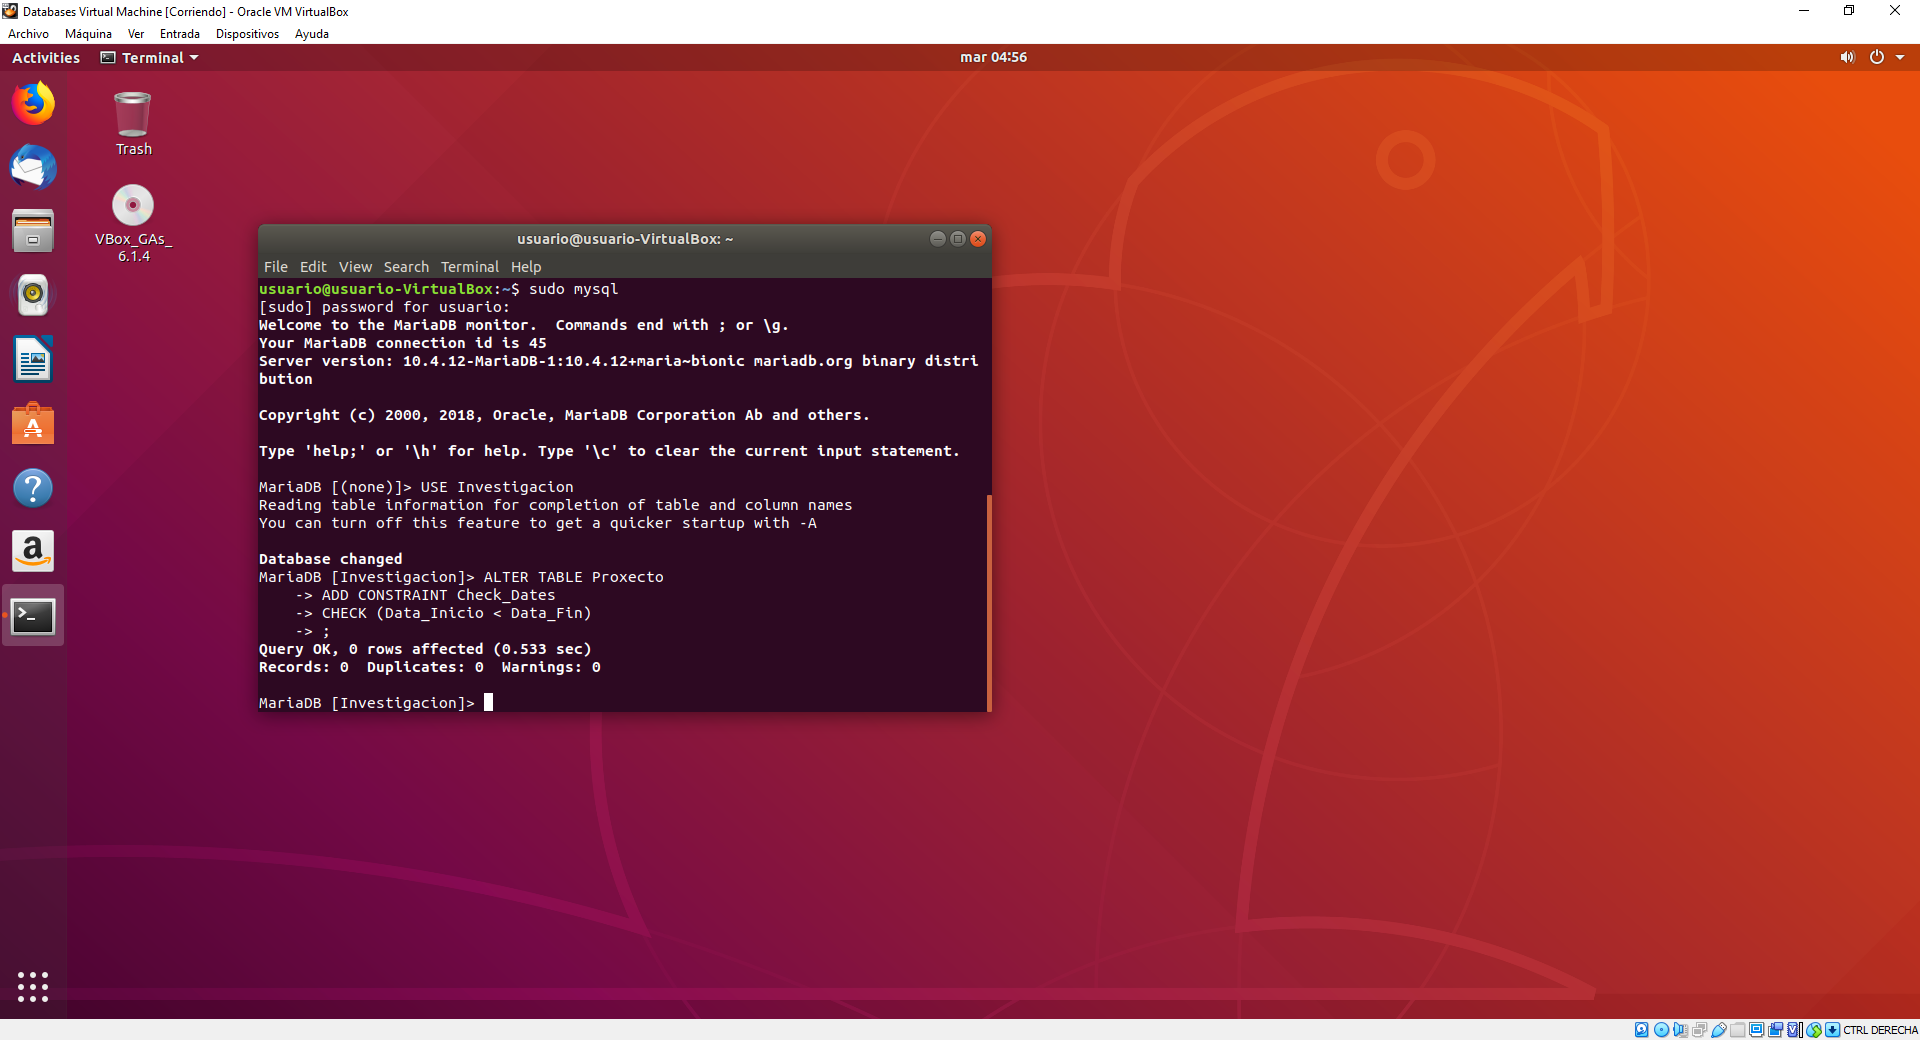 Databases Virtual Machine [Corriendo] - Oracle VM VirtualBox
Archivo Máquina Ver Entrada Dispositivos Ayuda
Activities Terminal mar 04:56
Trash
VBox_GAs_
6.1.4
usuario@usuario-VirtualBox: ~
File Edit View Search Terminal Help
usuario@usuario-VirtualBox:~$ sudo mysql
[sudo] password for usuario:
Welcome to the MariaDB monitor.  Commands end with ; or \g.
Your MariaDB connection id is 45
Server version: 10.4.12-MariaDB-1:10.4.12+maria~bionic mariadb.org binary distri
bution
Copyright (c) 2000, 2018, Oracle, MariaDB Corporation Ab and others.
Type 'help;' or '\h' for help. Type '\c' to clear the current input statement.
MariaDB [(none)]> USE Investigacion
Reading table information for completion of table and column names
You can turn off this feature to get a quicker startup with -A
Database changed
MariaDB [Investigacion]> ALTER TABLE Proxecto
    -> ADD CONSTRAINT Check_Dates
    -> CHECK (Data_Inicio < Data_Fin)
    -> ;
Query OK, 0 rows affected (0.533 sec)
Records: 0  Duplicates: 0  Warnings: 0
MariaDB [Investigacion]>
CTRL DERECHA